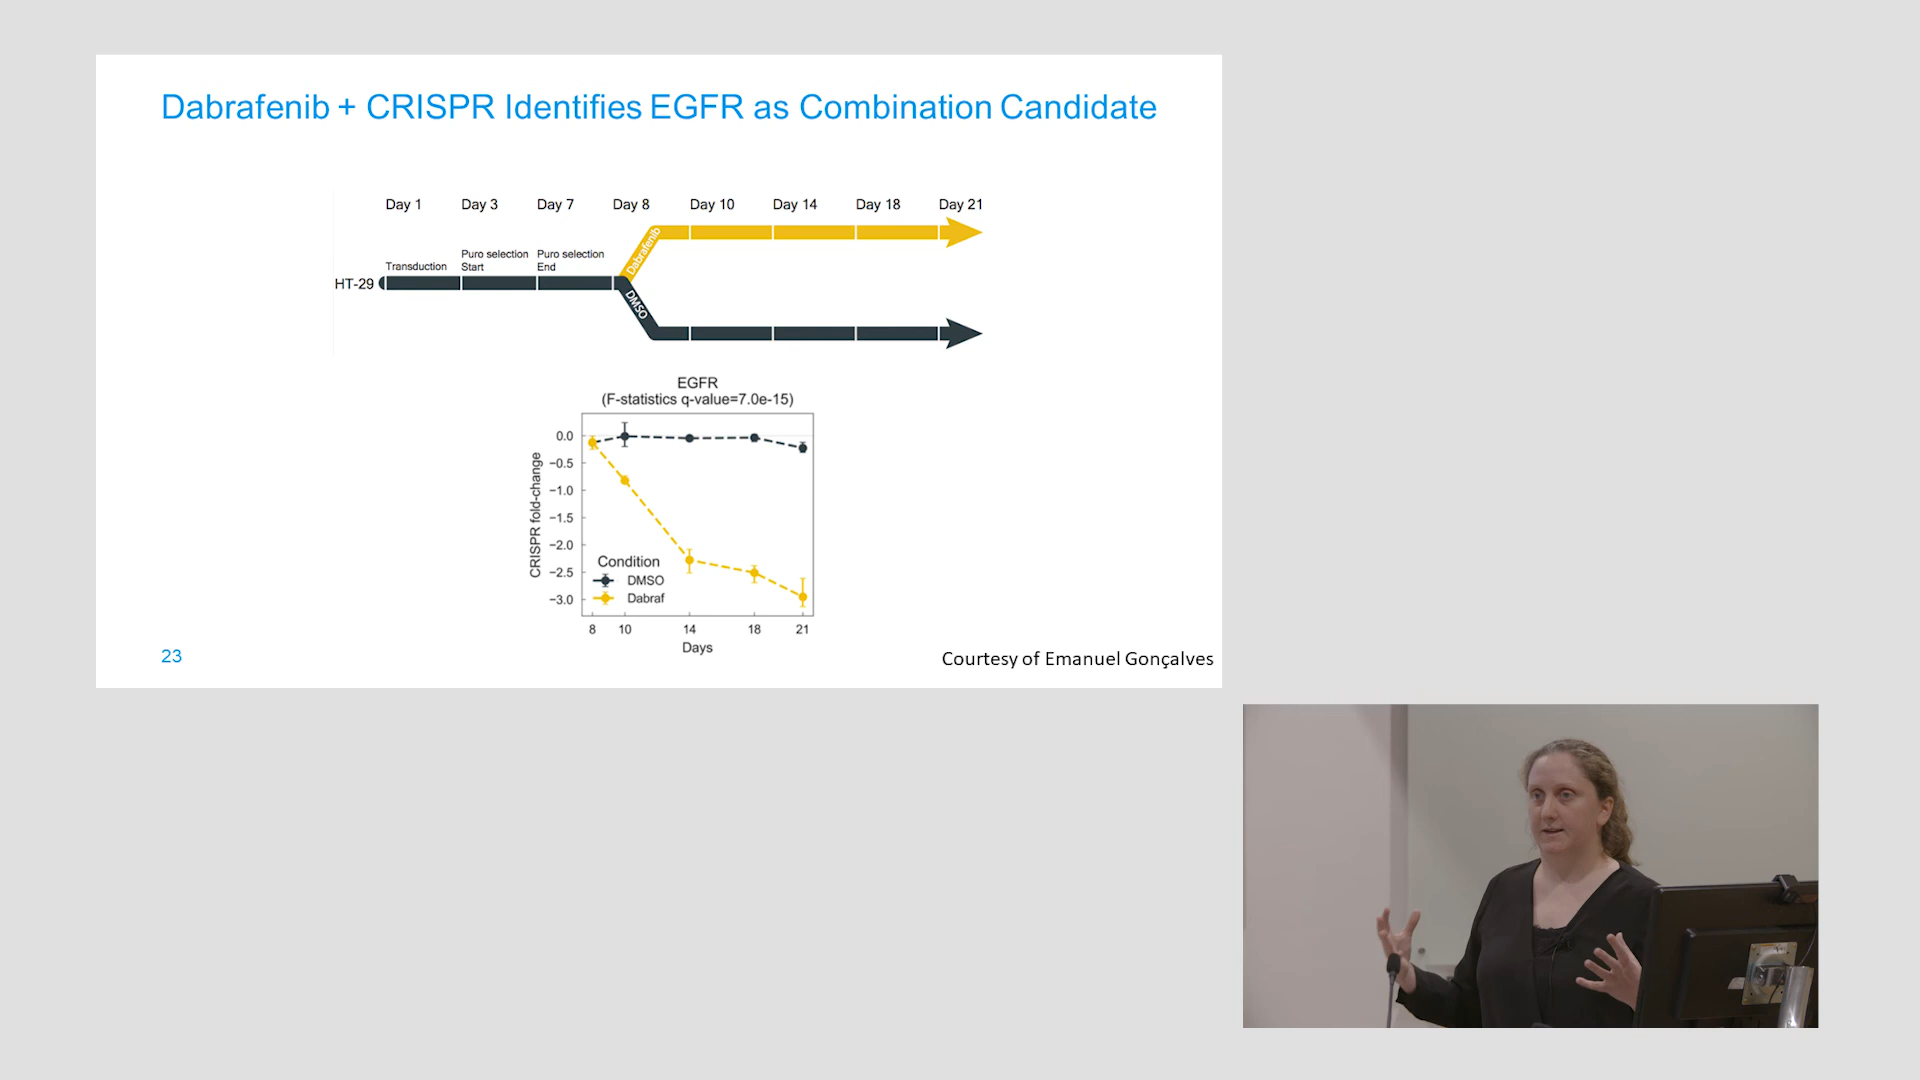 Dabrafenib + CRISPR Identifies EGFR as Combination Candidate
Day 1 Day 3 Day 7 Day 8 Day 10 Day 14 Day 18 Day 21
Dabrafenib
Transduction
Puro selection
Start
Puro selection
End
HT-29
DMSO
EGFR
(F-statistics q-value=7.0e-15)
CRISPR fold-change
0.0
−0.5
−1.0
−1.5
−2.0
−2.5
−3.0
Condition
DMSO
Dabraf
8 10 14 18 21
Days
23
Courtesy of Emanuel Gonçalves